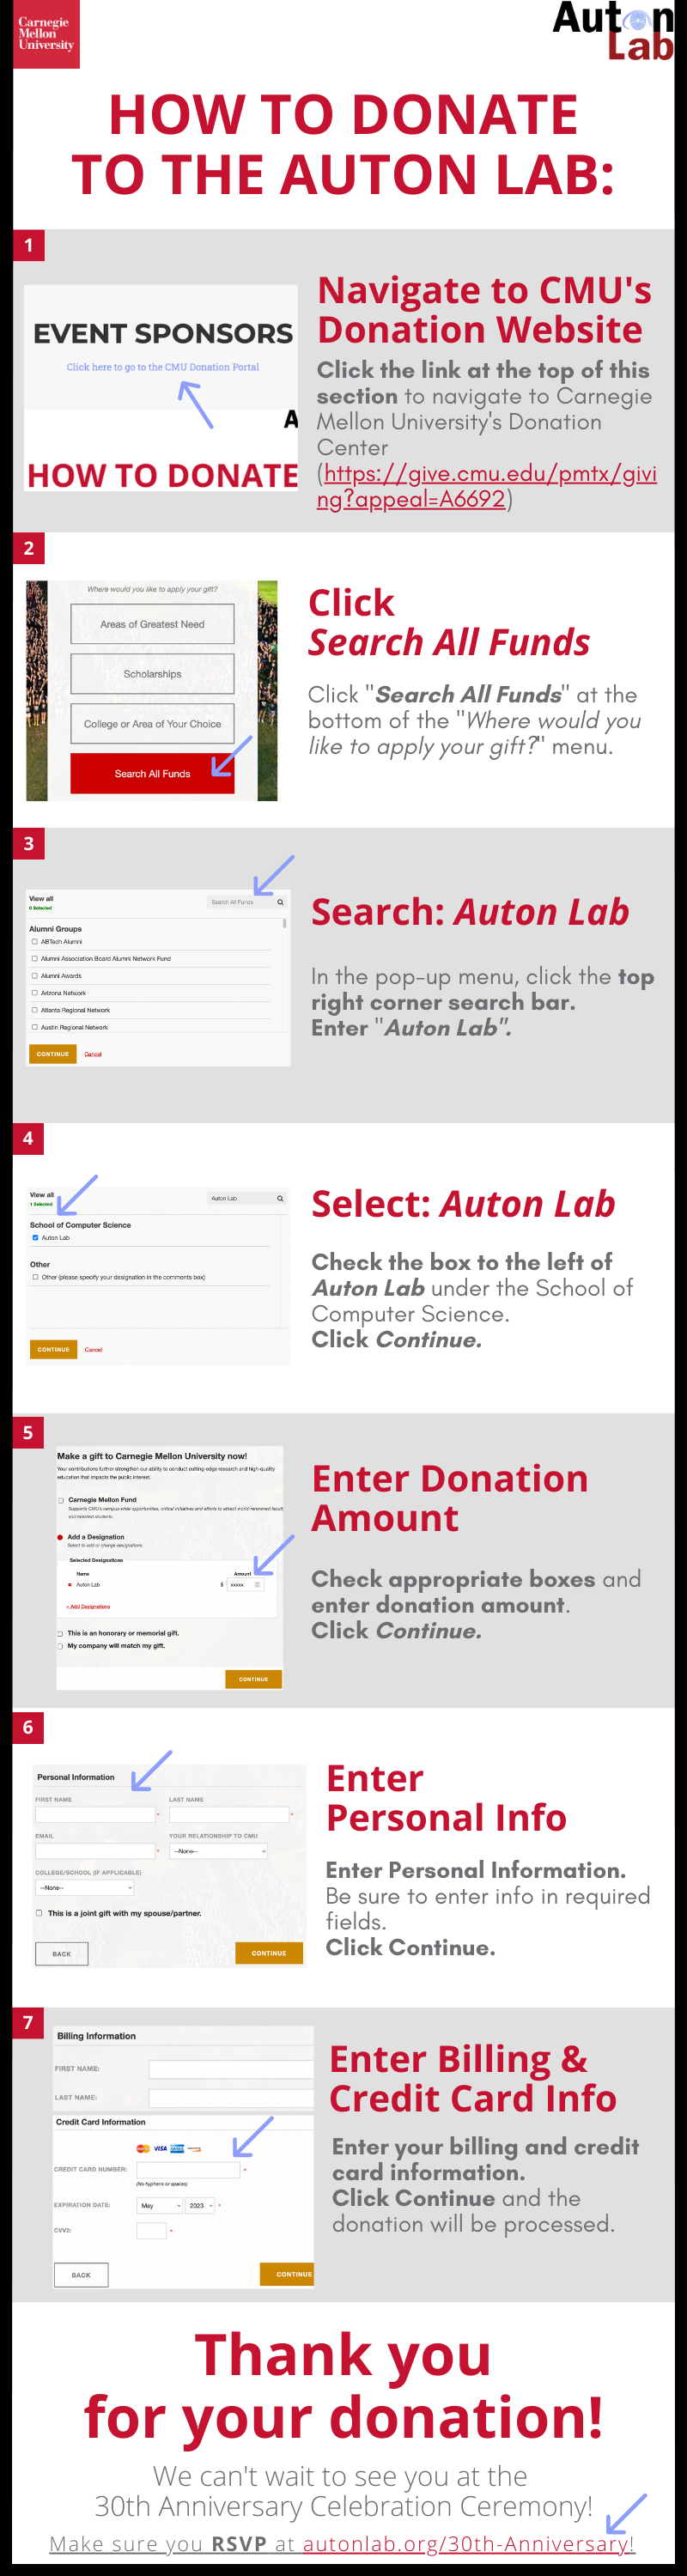 Carnegie
Mellon
University
Auton
Lab
HOW TO DONATE
TO THE AUTON LAB:
1
EVENT SPONSORS
Click here to go to the CMU Donation Portal
A
HOW TO DONATE
Navigate to CMU's
Donation Website
Click the link at the top of this
section to navigate to Carnegie
Mellon University's Donation
Center
(https://give.cmu.edu/pmtx/givi
ng?appeal=A6692)
2
Where would you like to apply your gift?
Areas of Greatest Need
Scholarships
College or Area of Your Choice
Search All Funds
Click
Search All Funds
Click "Search All Funds" at the
bottom of the "Where would you
like to apply your gift?" menu.
3
View all
0 Selected
Search All Funds
Alumni Groups
ABTech Alumni
Alumni Association Board Alumni Network Fund
Alumni Awards
Arizona Network
Atlanta Regional Network
Austin Regional Network
CONTINUE Cancel
Search: Auton Lab
In the pop-up menu, click the top
right corner search bar.
Enter "Auton Lab".
4
View all
1 Selected
Auton Lab
School of Computer Science
Auton Lab
Other
Other (please specify your designation in the comments box)
CONTINUE Cancel
Select: Auton Lab
Check the box to the left of
Auton Lab under the School of
Computer Science.
Click Continue.
5
Make a gift to Carnegie Mellon University now!
Your contributions further strengthen our ability to conduct cutting-edge research and high-quality
education that impacts the public interest.
Carnegie Mellon Fund
Supports CMU's campus-wide opportunities, critical initiatives and efforts to attract world-renowned facult
and talented students.
Add a Designation
Select to add or change designations.
Selected Designations
Name Amount
Auton Lab $ xxxxx
+ Add Designations
This is an honorary or memorial gift.
My company will match my gift.
CONTINUE
Enter Donation
Amount
Check appropriate boxes and
enter donation amount.
Click Continue.
6
Personal Information
FIRST NAME LAST NAME
* *
EMAIL YOUR RELATIONSHIP TO CMU
* --None--
COLLEGE/SCHOOL (IF APPLICABLE)
--None--
This is a joint gift with my spouse/partner.
BACK CONTINUE
Enter
Personal Info
Enter Personal Information.
Be sure to enter info in required
fields.
Click Continue.
7
Billing Information
FIRST NAME:
LAST NAME:
Credit Card Information
VISA
CREDIT CARD NUMBER: *
(No hyphens or spaces)
EXPIRATION DATE: May 2023 *
CVV2: *
BACK CONTINUE
Enter Billing &
Credit Card Info
Enter your billing and credit
card information.
Click Continue and the
donation will be processed.
Thank you
for your donation!
We can't wait to see you at the
30th Anniversary Celebration Ceremony!
Make sure you RSVP at autonlab.org/30th-Anniversary!